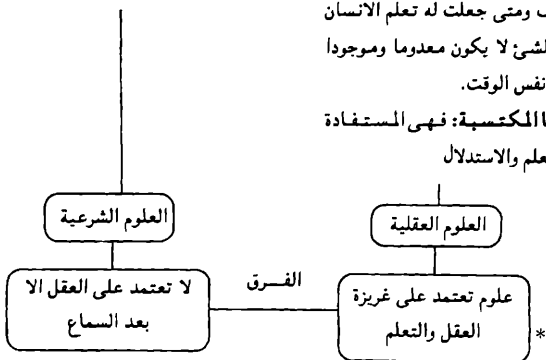 ومتى جعلت له تعلم الانسان
لشئ لا يكون معدوما وموجودا
نفس الوقت.
المكتسبة: فهى المستفادة
علم والاستدلال
العلوم العقلية
العلوم الشرعية
علوم تعتمد على غريزة
العقل والتعلم
*
الفرق
لا تعتمد على العقل الا
بعد السماع